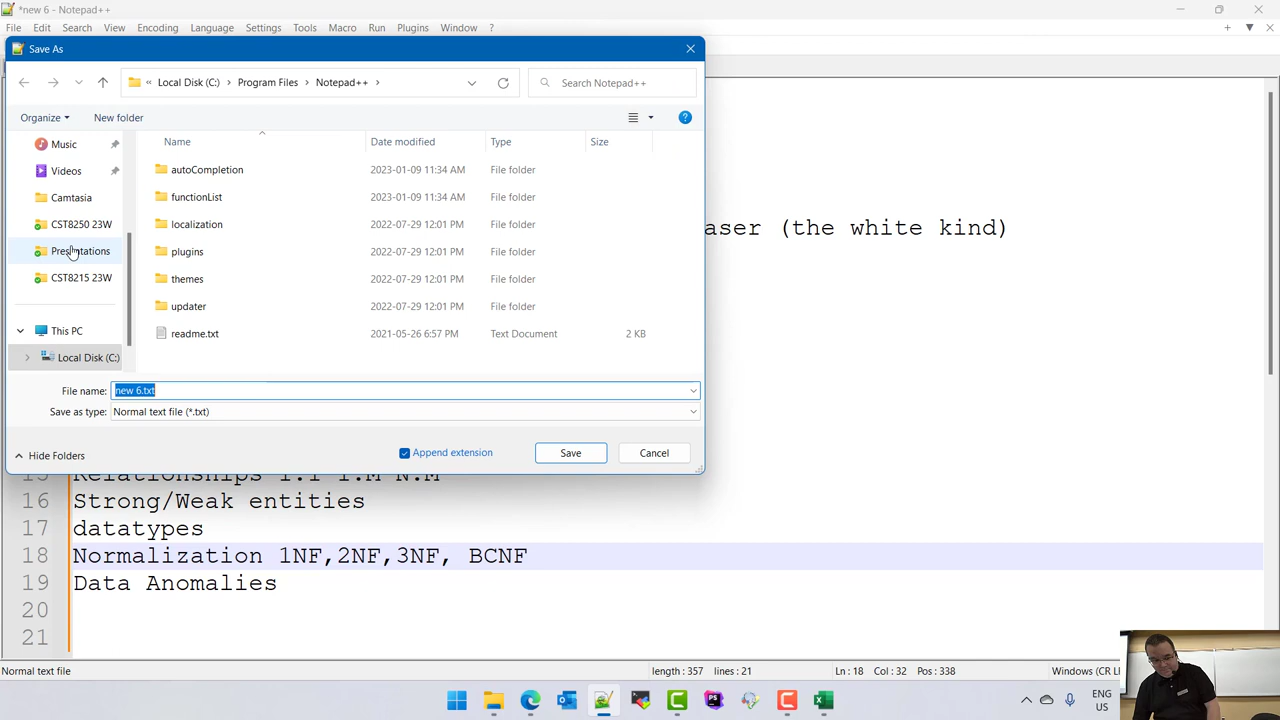 *new 6 - Notepad++
File Edit Search View Encoding Language Settings Tools Macro Run Plugins Window ?
Save As
« Local Disk (C:) > Program Files > Notepad++ >
Search Notepad++
Organize
New folder
Name Date modified Type Size
Music
Videos
Camtasia
CST8250 23W
Presentations
CST8215 23W
This PC
Local Disk (C:)
autoCompletion 2023-01-09 11:34 AM File folder
functionList 2023-01-09 11:34 AM File folder
localization 2022-07-29 12:01 PM File folder
plugins 2022-07-29 12:01 PM File folder
themes 2022-07-29 12:01 PM File folder
updater 2022-07-29 12:01 PM File folder
readme.txt 2021-05-26 6:57 PM Text Document 2 KB
File name: new 6.txt
Save as type: Normal text file (*.txt)
Hide Folders
Append extension
Save
Cancel
aser (the white kind)
15 Relationships 1:1 1:M N:M
16 Strong/Weak entities
17 datatypes
18 Normalization 1NF,2NF,3NF, BCNF
19 Data Anomalies
20
21
Normal text file length : 357 lines : 21 Ln : 18 Col : 32 Pos : 338 Windows (CR L
ENG
US